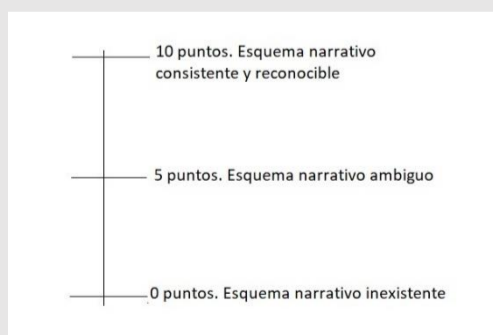 10 puntos. Esquema narrativo
consistente y reconocible
5 puntos. Esquema narrativo ambiguo
0 puntos. Esquema narrativo inexistente